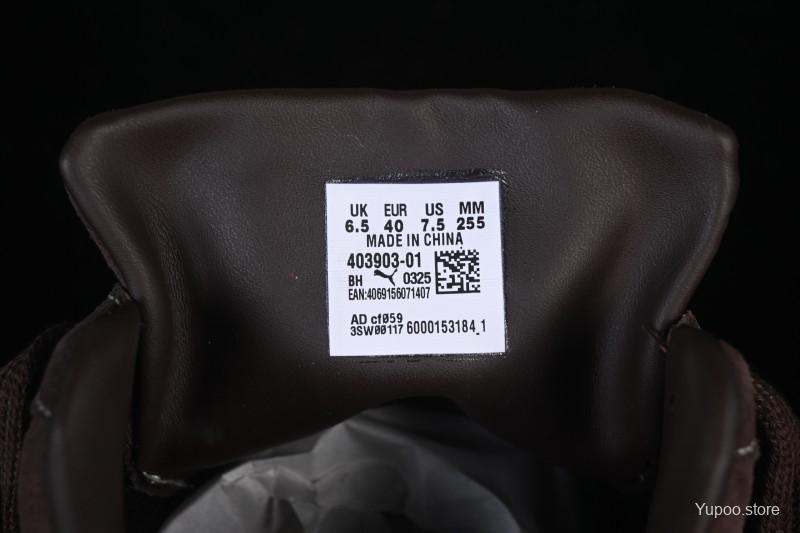 UK EUR US MM
6.5 40 7.5 255
MADE IN CHINA
403903-01
BH 0325
EAN:4069156071407
AD cf059
3SW00117 6000153184_1
Yupoo.store